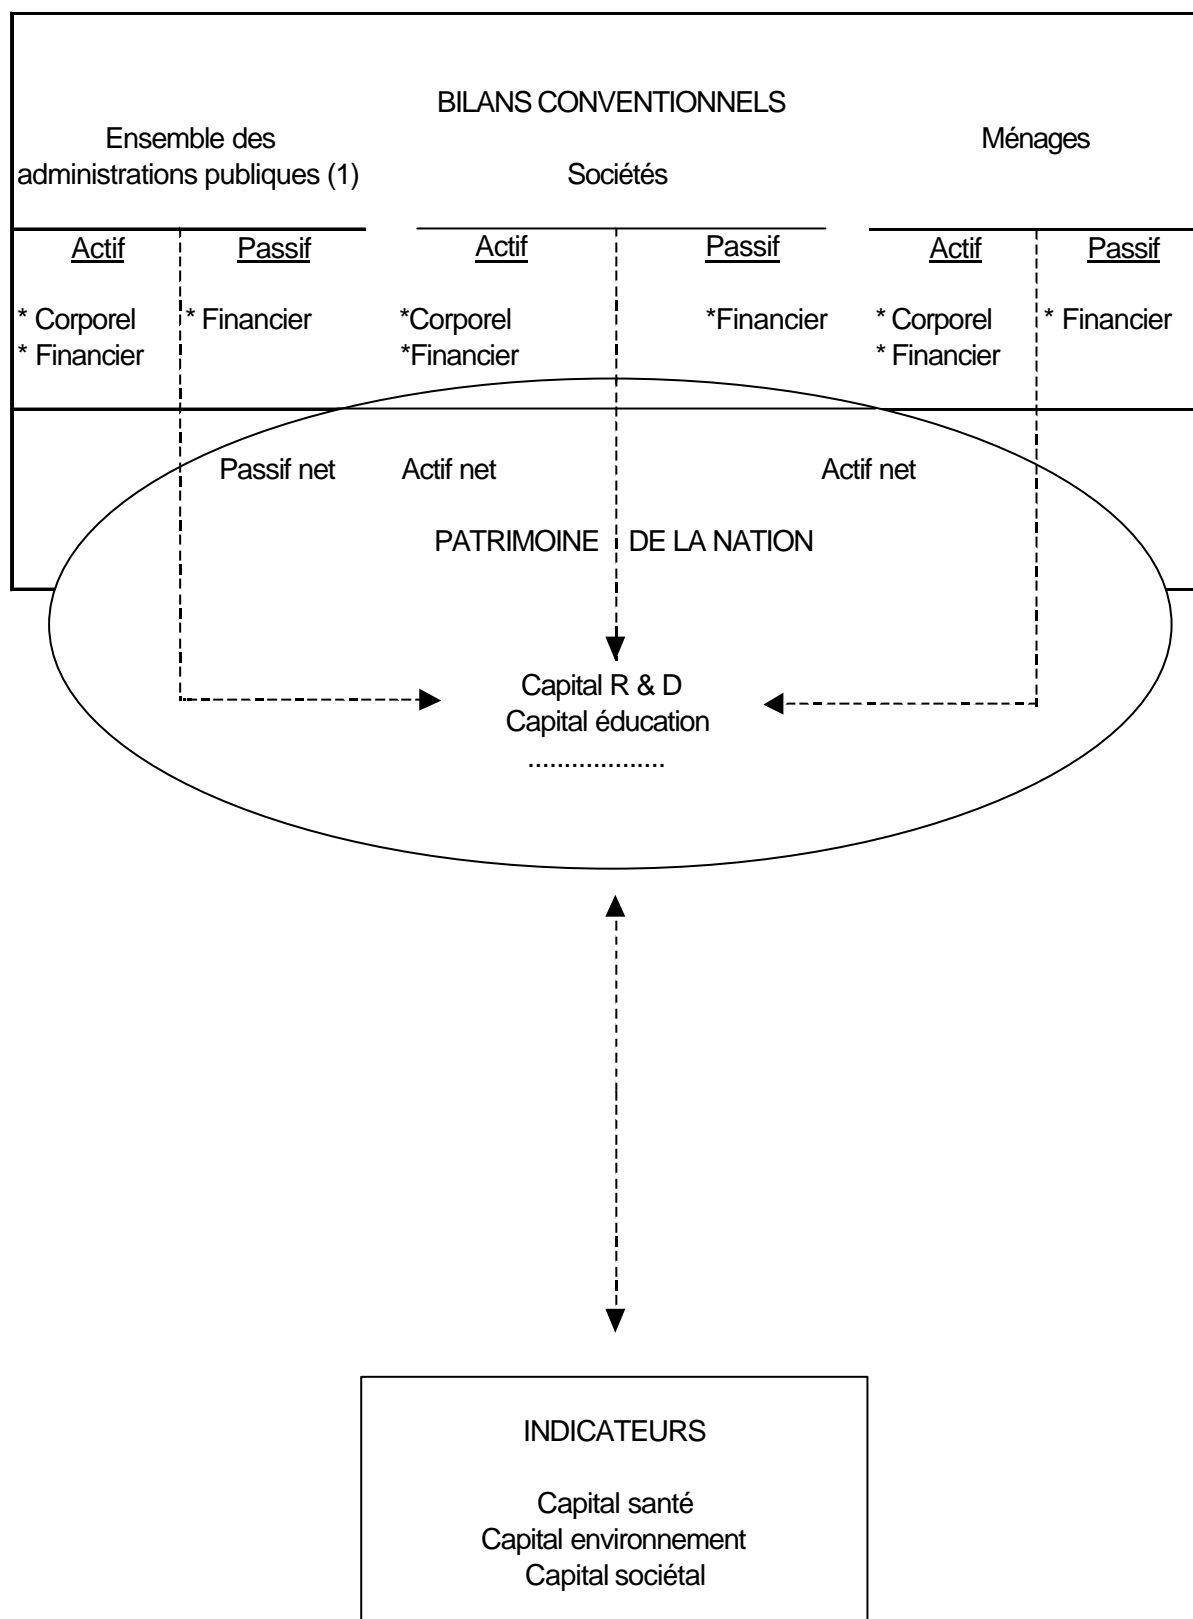 BILANS CONVENTIONNELS
Ensemble des
administrations publiques (1)
Sociétés
Ménages
Actif Passif
Actif Passif
Actif Passif
* Corporel * Financier
* Financier
*Corporel *Financier
*Financier
* Corporel * Financier
* Financier
Passif net Actif net Actif net
PATRIMOINE DE LA NATION
Capital R & D
Capital éducation
...................
INDICATEURS
Capital santé
Capital environnement
Capital sociétal